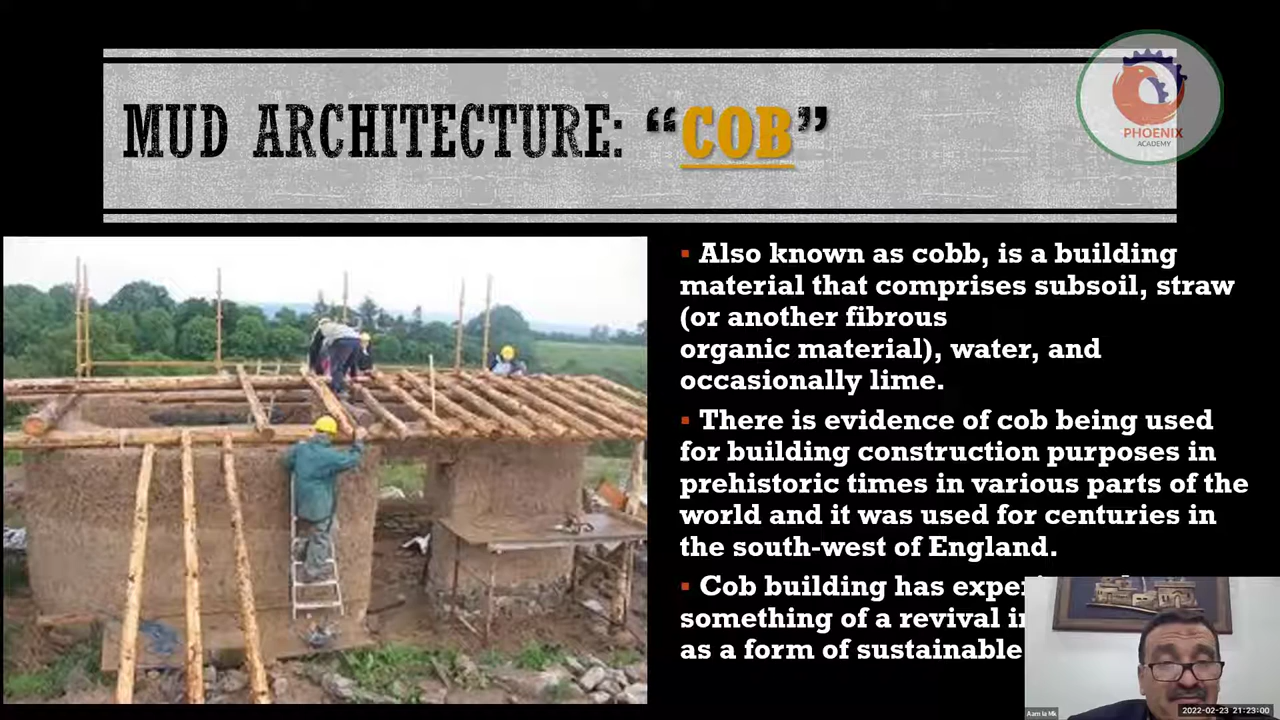 MUD ARCHITECTURE: “COB”
PHOENIX
ACADEMY
▪ Also known as cobb, is a building
material that comprises subsoil, straw
(or another fibrous
organic material), water, and
occasionally lime.
▪ There is evidence of cob being used
for building construction purposes in
prehistoric times in various parts of the
world and it was used for centuries in
the south-west of England.
▪ Cob building has
something of a revival
as a form of sustainable
2022-02-23 21:23:00